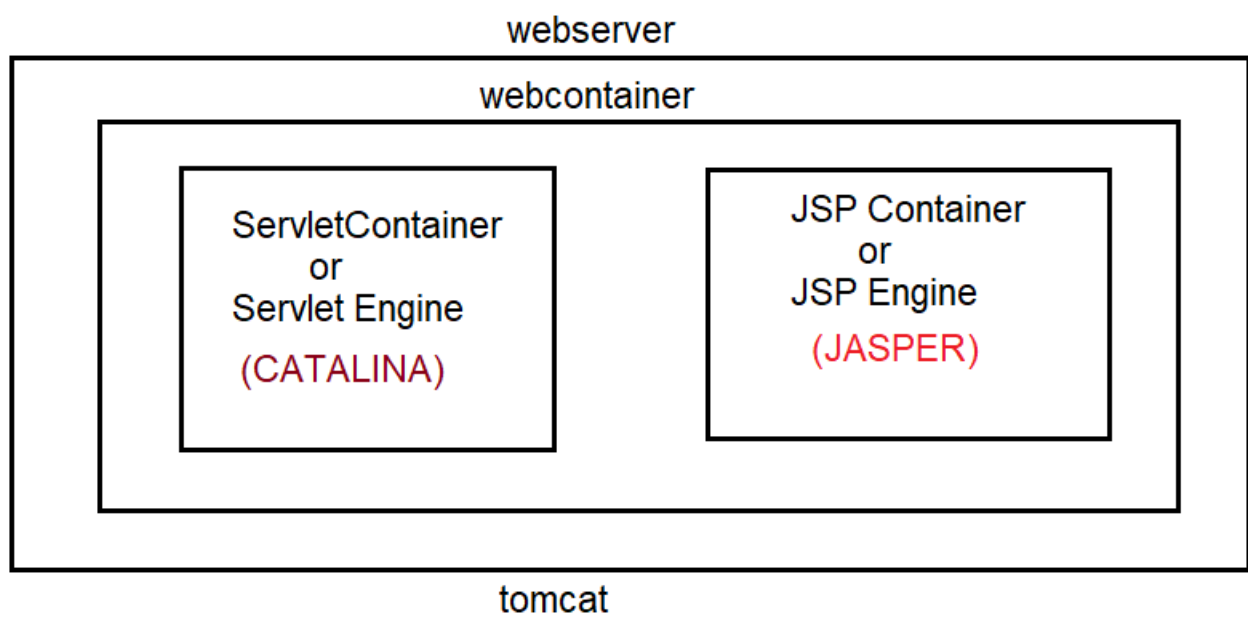 webserver
webcontainer
ServletContainer
or
Servlet Engine
(CATALINA)
JSP Container
or
JSP Engine
(JASPER)
tomcat